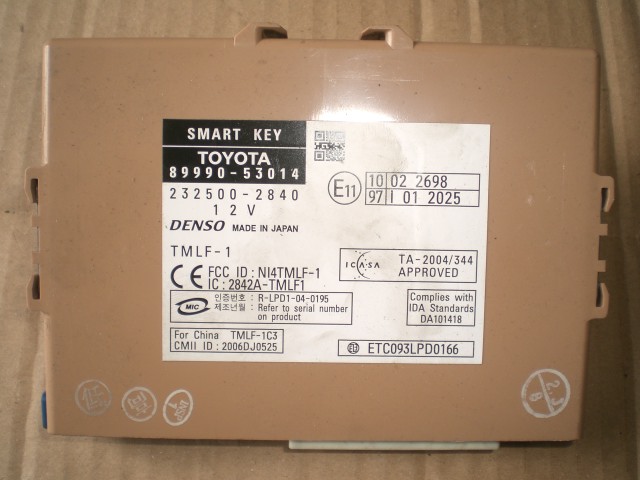 SMART KEY
TOYOTA
89990-53014
232500-2840
12V
DENSO MADE IN JAPAN
E11
10 02 2698
97 I 01 2025
TMLF-1
CE FCC ID : NI4TMLF-1
IC : 2842A-TMLF1
ICASA
TA-2004/344
APPROVED
MIC
인증번호 : R-LPD1-04-0195
제조년월 : Refer to serial number
on product
Complies with
IDA Standards
DA101418
For China TMLF-1C3
CMII ID : 2006DJ0525
ETC093LPD0166
2.J
B